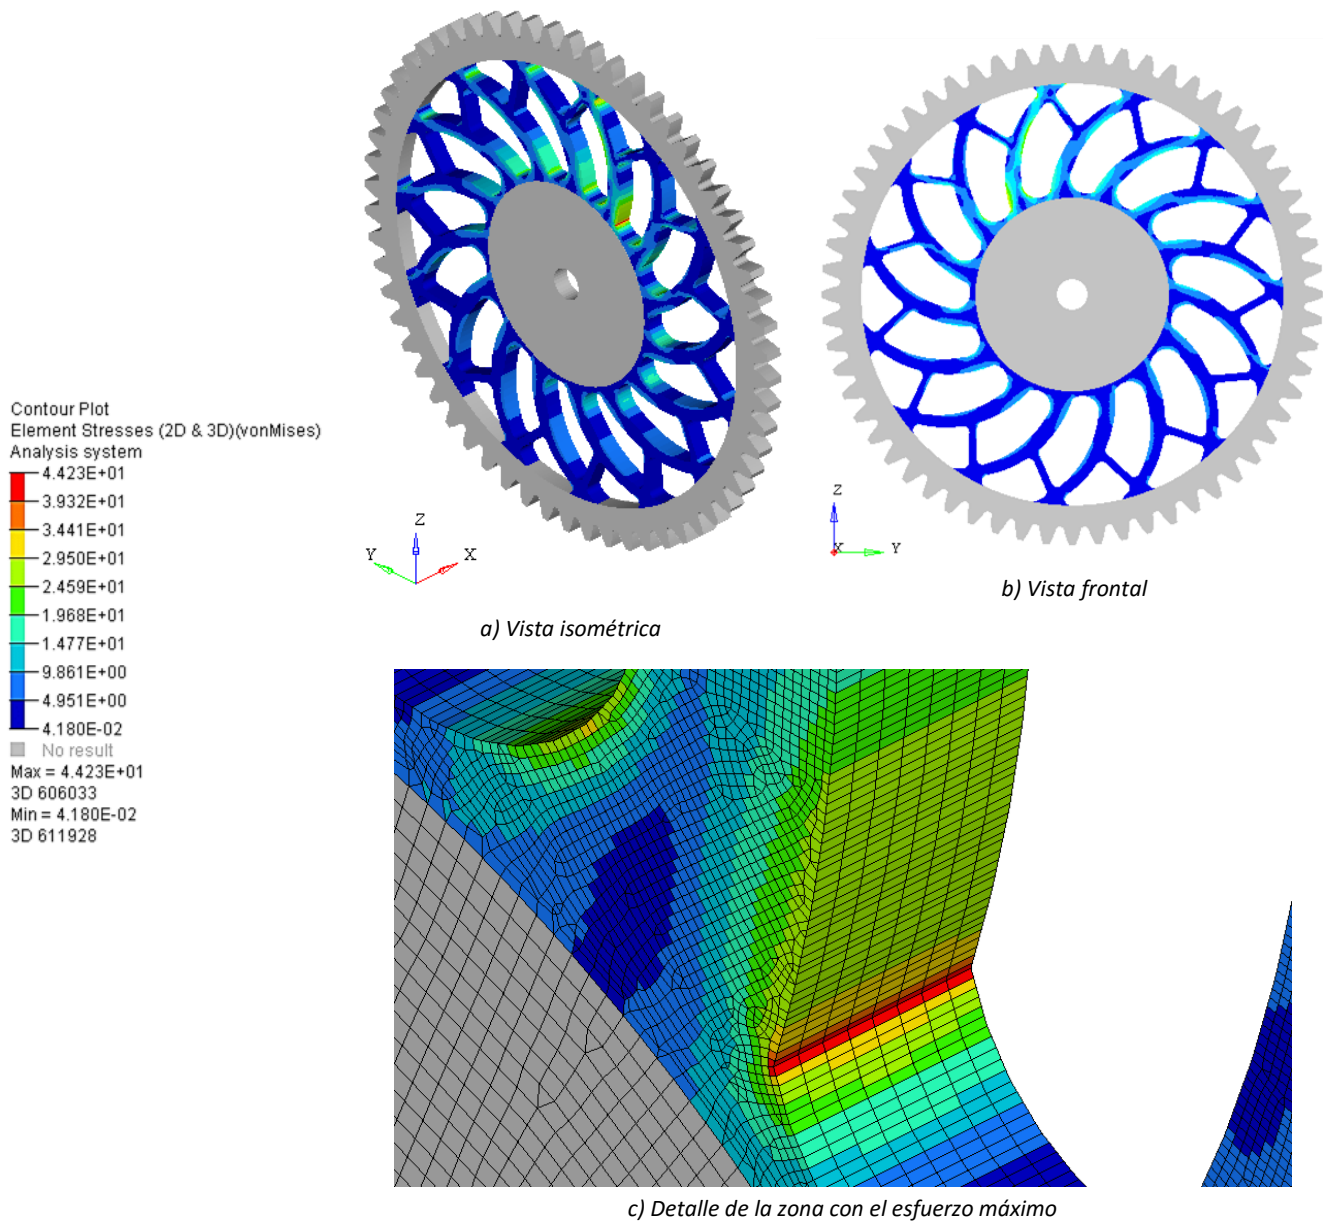 Contour Plot
Element Stresses (2D & 3D)(vonMises)
Analysis system
4.423E+01
3.932E+01
3.441E+01
2.950E+01
2.459E+01
1.968E+01
1.477E+01
9.861E+00
4.951E+00
4.180E-02
No result
Max = 4.423E+01
3D 606033
Min = 4.180E-02
3D 611928
Z
Y
X
a) Vista isométrica
Z
X
Y
b) Vista frontal
c) Detalle de la zona con el esfuerzo máximo